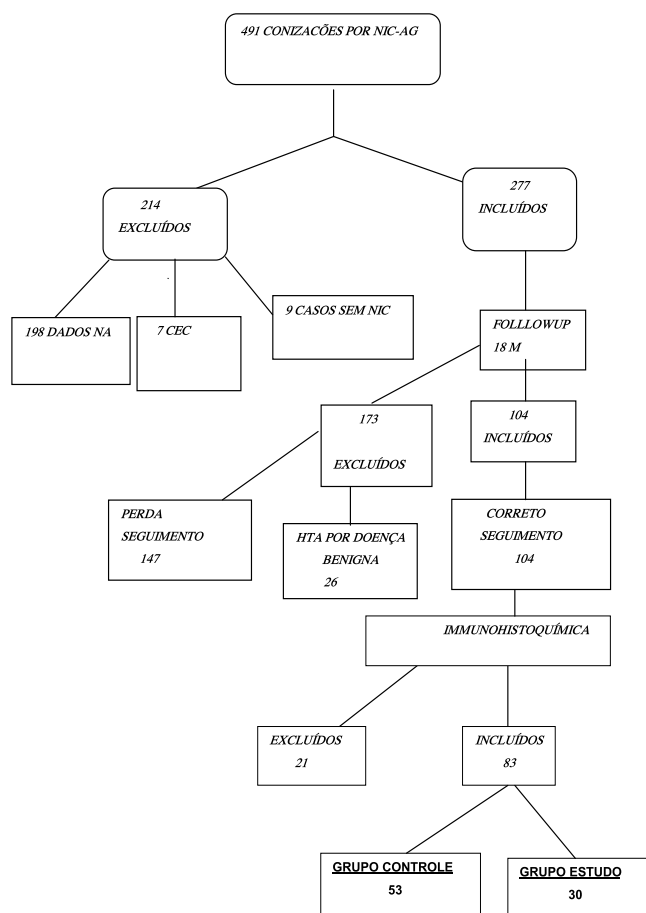 491 CONIZACÕES POR NIC-AG
214
EXCLUÍDOS
277
INCLUÍDOS
198 DADOS NA
7 CEC
9 CASOS SEM NIC
FOLLLOWUP
18 M
173
EXCLUÍDOS
104
INCLUÍDOS
PERDA
SEGUIMENTO
147
HTA POR DOENÇA
BENIGNA
26
CORRETO
SEGUIMENTO
104
IMMUNOHISTOQUÍMICA
EXCLUÍDOS
21
INCLUÍDOS
83
GRUPO CONTROLE
53
GRUPO ESTUDO
30